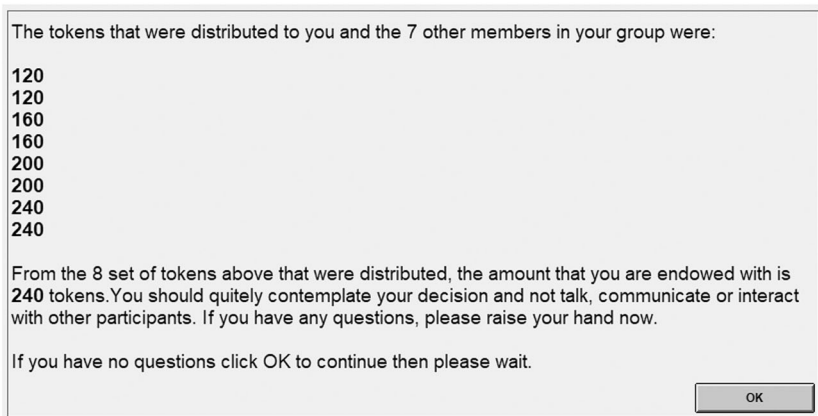 The tokens that were distributed to you and the 7 other members in your group were:
120
120
160
160
200
200
240
240
From the 8 set of tokens above that were distributed, the amount that you are endowed with is
240 tokens.You should quitely contemplate your decision and not talk, communicate or interact
with other participants. If you have any questions, please raise your hand now.
If you have no questions click OK to continue then please wait.
OK